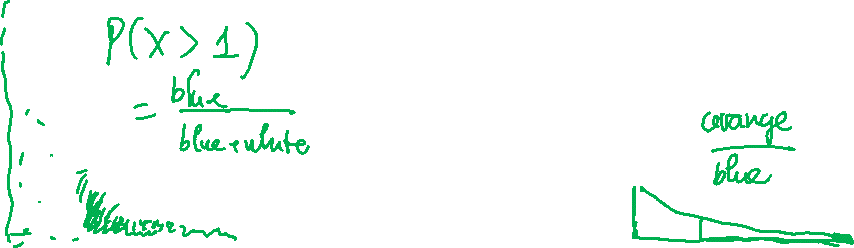 P(x > 1)
= blue
blue + white
orange
blue